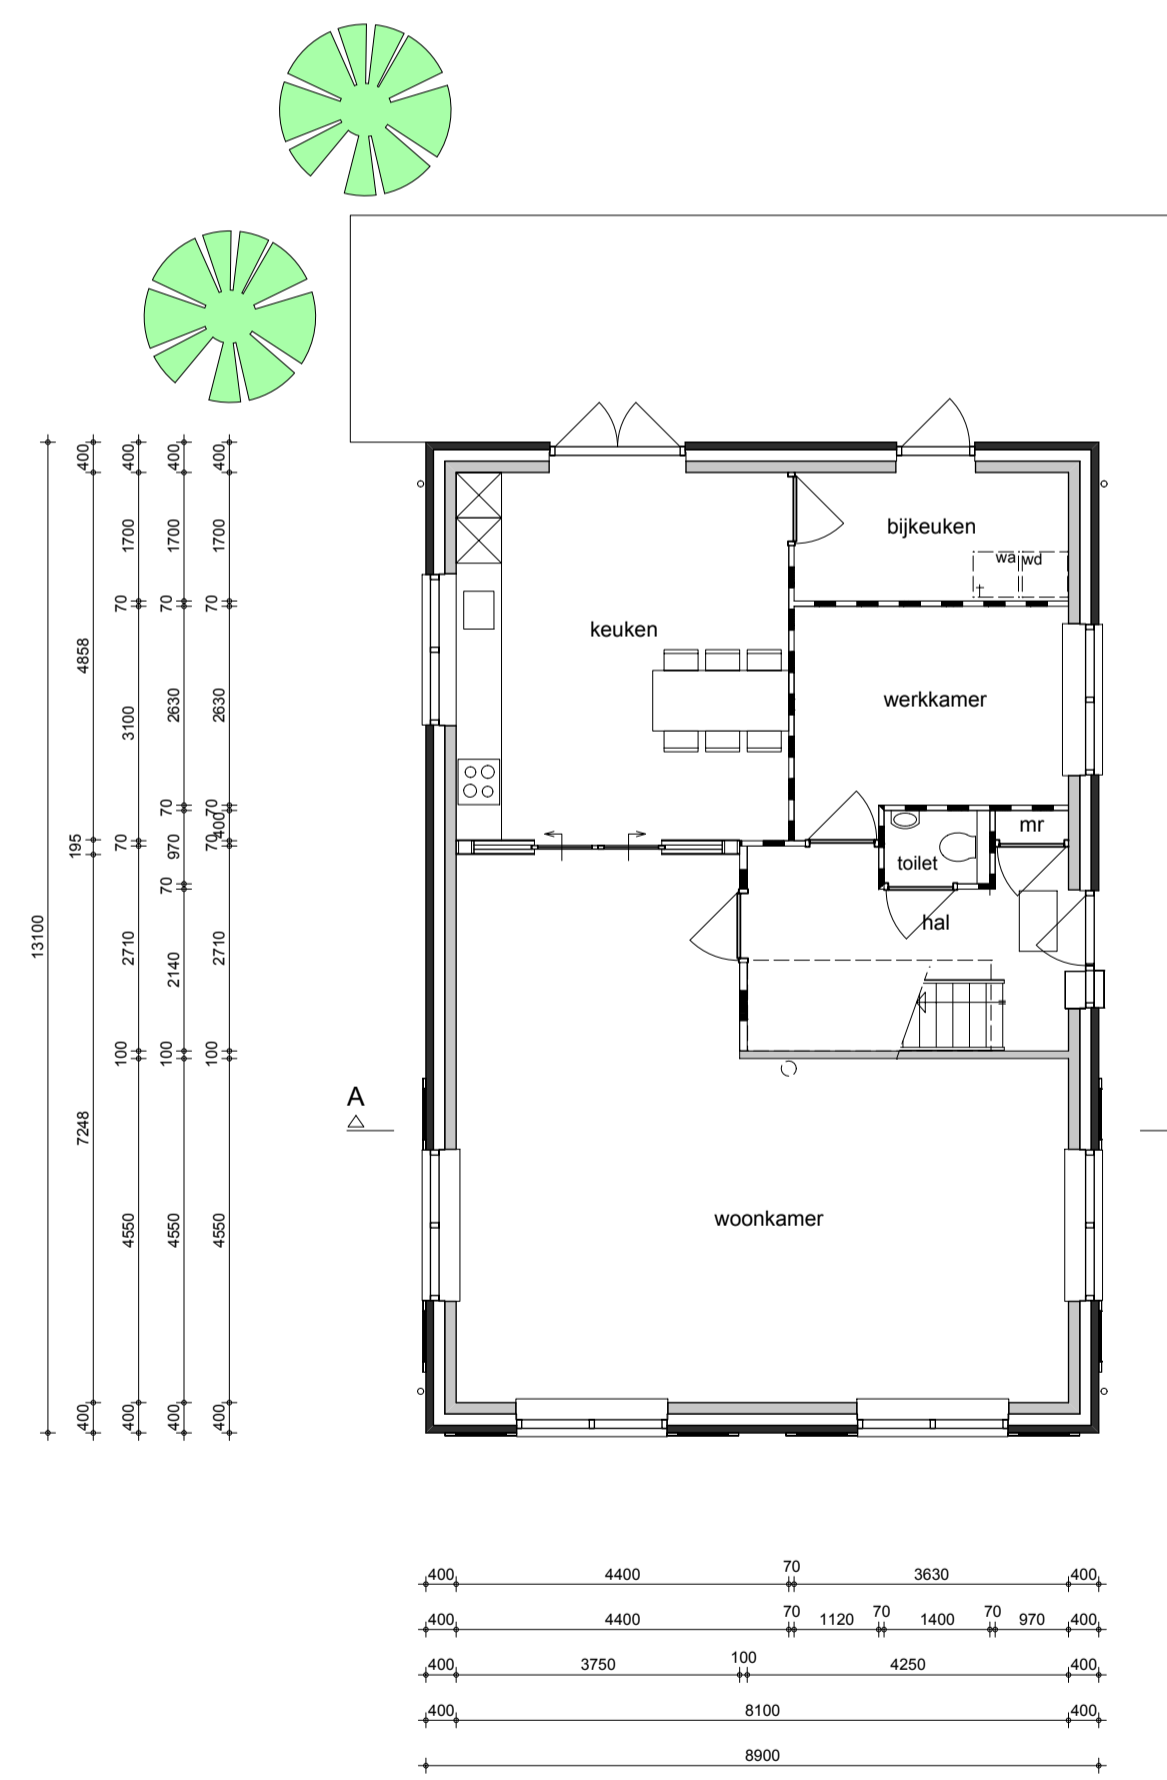 bijkeuken
wa wd
keuken
werkkamer
mr
toilet
hal
A
woonkamer
13100
400 4858 195 7248 400
400 1700 70 3100 70 2710 100 4550 400
400 1700 70 2630 70 970 70 2140 100 4550 400
400 1700 70 2630 70 400 70 2710 100 4550 400
400 4400 70 3630 400
400 4400 70 1120 70 1400 70 970 400
400 3750 100 4250 400
400 8100 400
8900